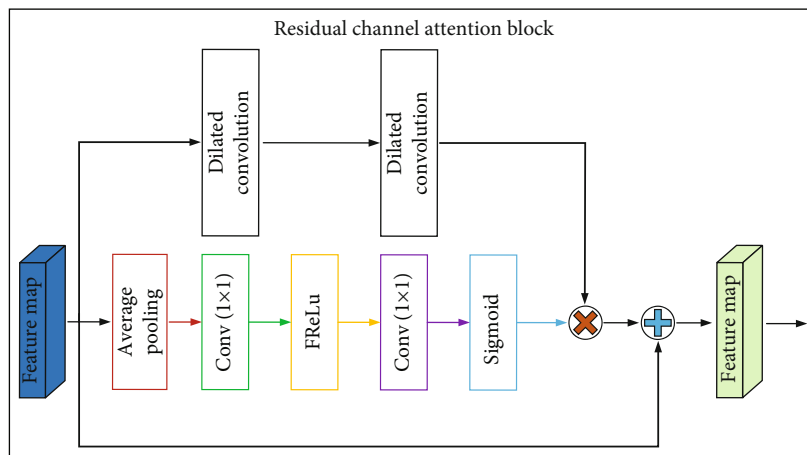 Residual channel attention block
Dilated
convolution
Dilated
convolution
Feature map
Average
pooling
Conv (1×1)
FReLu
Conv (1×1)
Sigmoid
Feature map